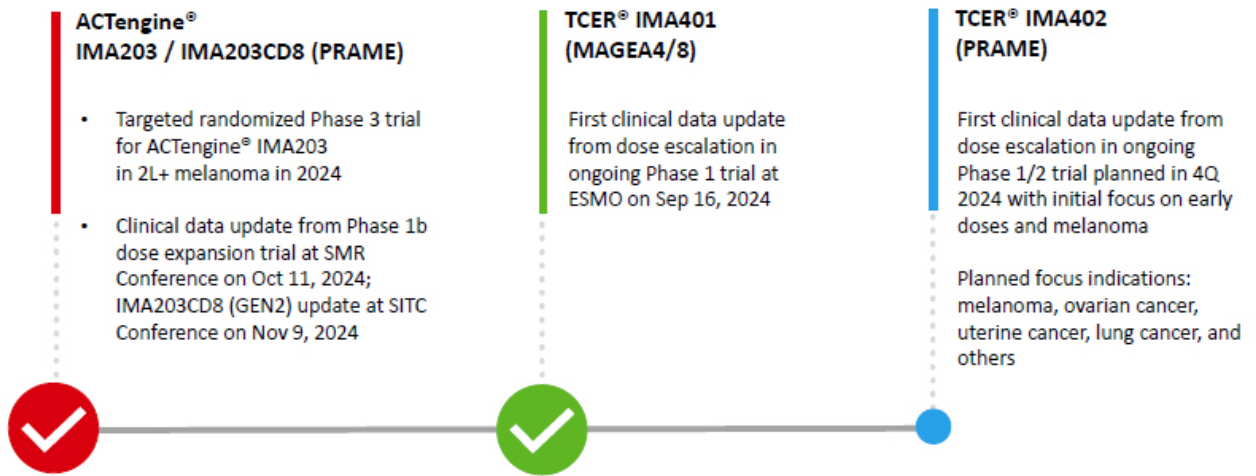 ACTengine®
IMA203 / IMA203CD8 (PRAME)
• Targeted randomized Phase 3 trial
for ACTengine® IMA203
in 2L+ melanoma in 2024
• Clinical data update from Phase 1b
dose expansion trial at SMR
Conference on Oct 11, 2024;
IMA203CD8 (GEN2) update at SITC
Conference on Nov 9, 2024
TCER® IMA401
(MAGEA4/8)
First clinical data update
from dose escalation in
ongoing Phase 1 trial at
ESMO on Sep 16, 2024
TCER® IMA402
(PRAME)
First clinical data update from
dose escalation in ongoing
Phase 1/2 trial planned in 4Q
2024 with initial focus on early
doses and melanoma
Planned focus indications:
melanoma, ovarian cancer,
uterine cancer, lung cancer, and
others